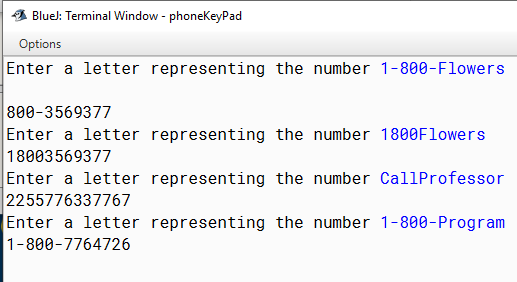 BlueJ: Terminal Window - phoneKeyPad
Options
Enter a letter representing the number 1-800-Flowers
800-3569377
Enter a letter representing the number 1800Flowers
18003569377
Enter a letter representing the number CallProfessor
2255776337767
Enter a letter representing the number 1-800-Program
1-800-7764726